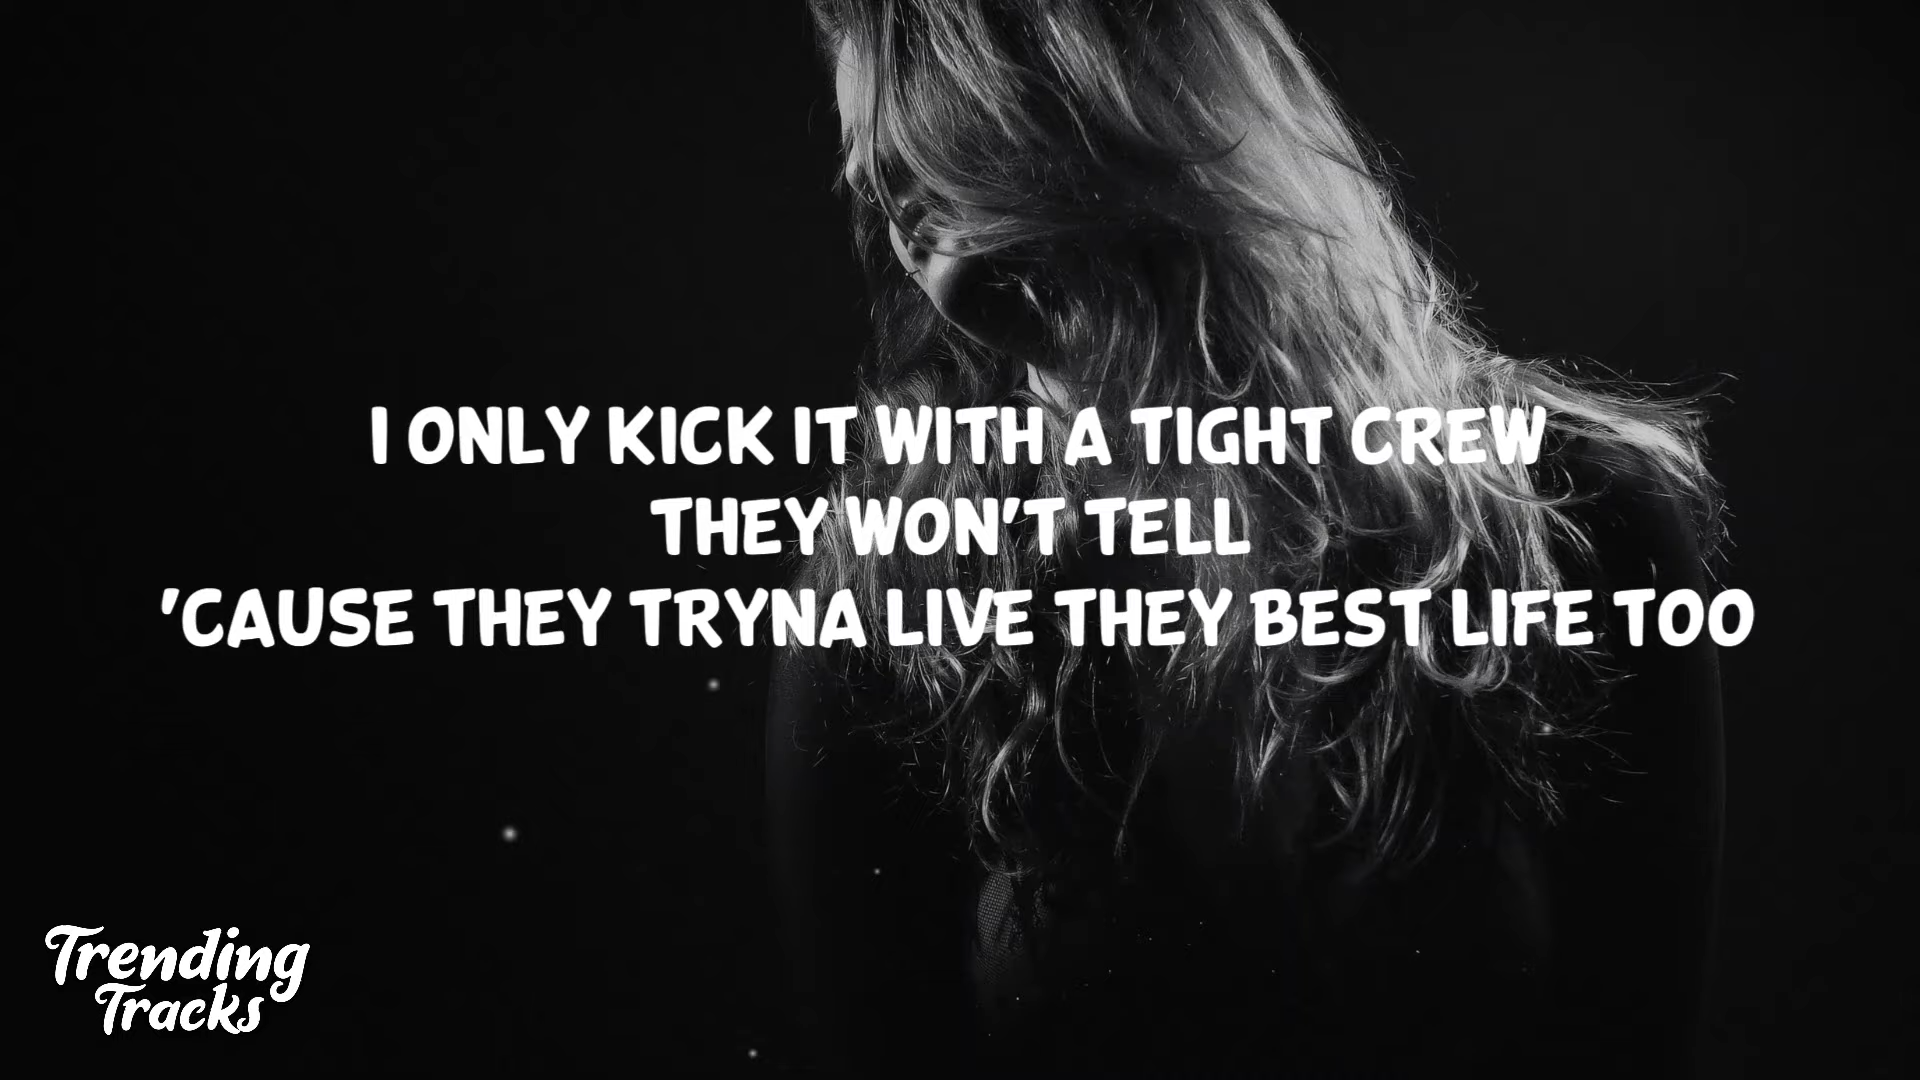 I ONLY KICK IT WITH A TIGHT CREW
THEY WON'T TELL
'CAUSE THEY TRYNA LIVE THEY BEST LIFE TOO
Trending
Tracks